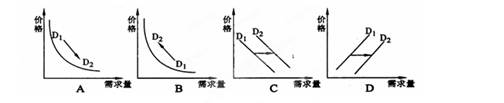 价格 D₁ D₂ 需求量 A
价格 D₂ D₁ 需求量 B
价格 D₁ D₂ 需求量 C
价格 D₁ D₂ 需求量 D